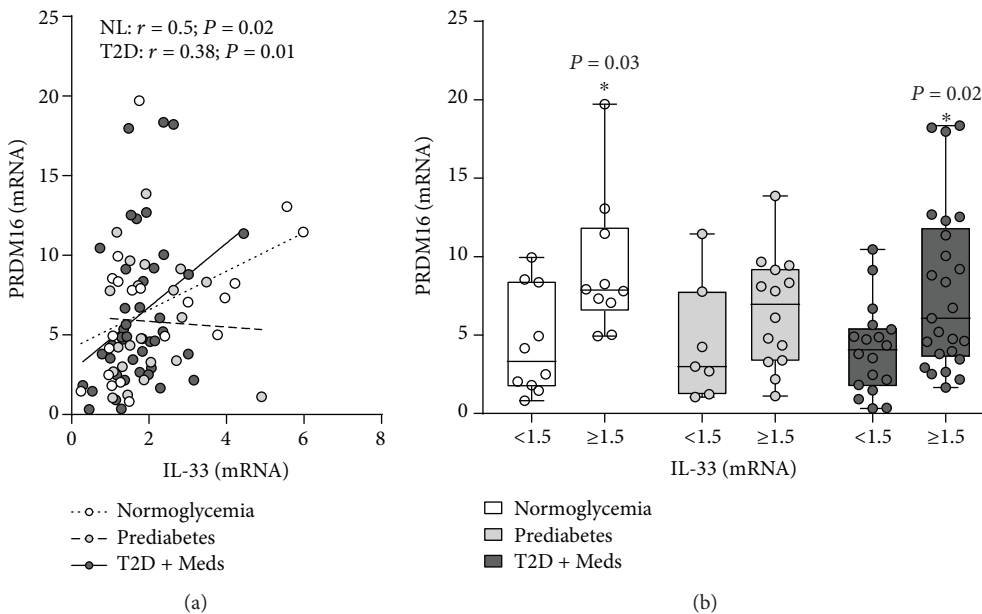 NL: r = 0.5; P = 0.02
T2D: r = 0.38; P = 0.01
25
20
15
10
5
0
PRDM16 (mRNA)
0 2 4 6 8
IL-33 (mRNA)
Normoglycemia
Prediabetes
T2D + Meds
(a)
25
20
15
10
5
0
PRDM16 (mRNA)
P = 0.03
*
P = 0.02
*
<1.5 ≥1.5 <1.5 ≥1.5 <1.5 ≥1.5
IL-33 (mRNA)
Normoglycemia
Prediabetes
T2D + Meds
(b)